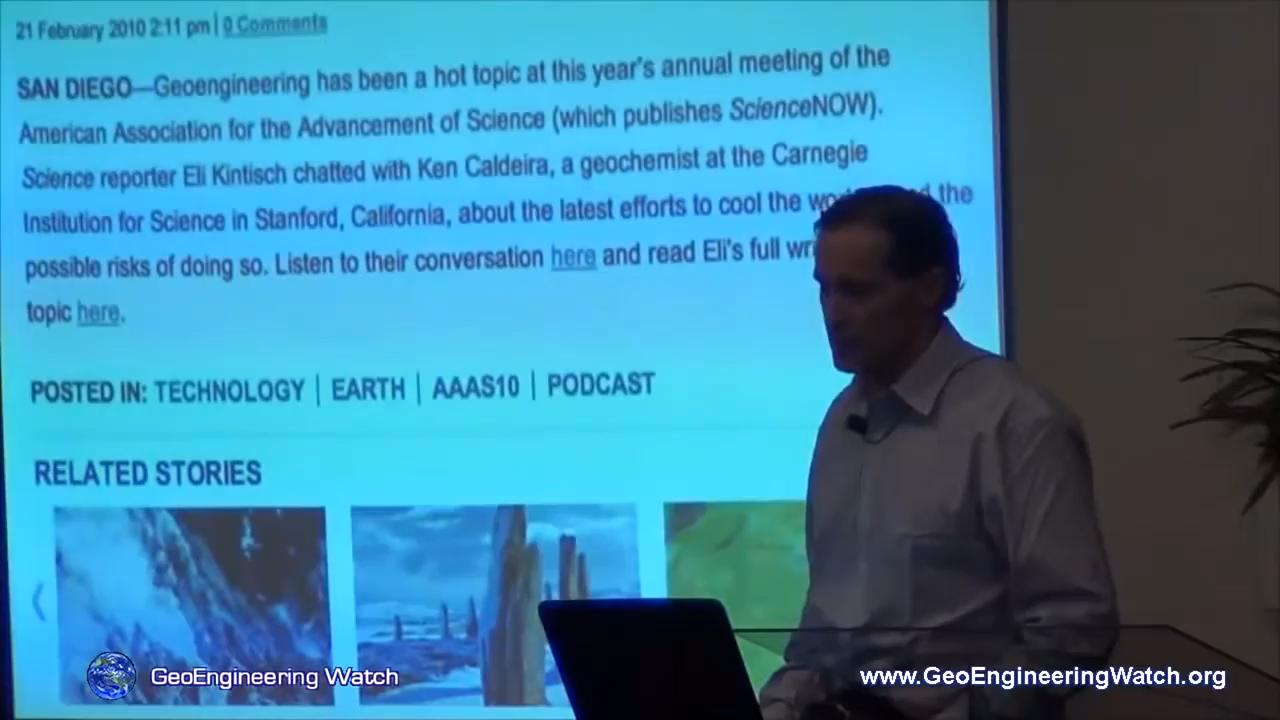 21 February 2010 2:11 pm | 0 Comments
SAN DIEGO—Geoengineering has been a hot topic at this year's annual meeting of the
American Association for the Advancement of Science (which publishes ScienceNOW).
Science reporter Eli Kintisch chatted with Ken Caldeira, a geochemist at the Carnegie
Institution for Science in Stanford, California, about the latest efforts to cool the the
possible risks of doing so. Listen to their conversation here and read Eli's full
topic here.
POSTED IN: TECHNOLOGY | EARTH | AAAS10 | PODCAST
RELATED STORIES
GeoEngineering Watch
www.GeoEngineeringWatch.org